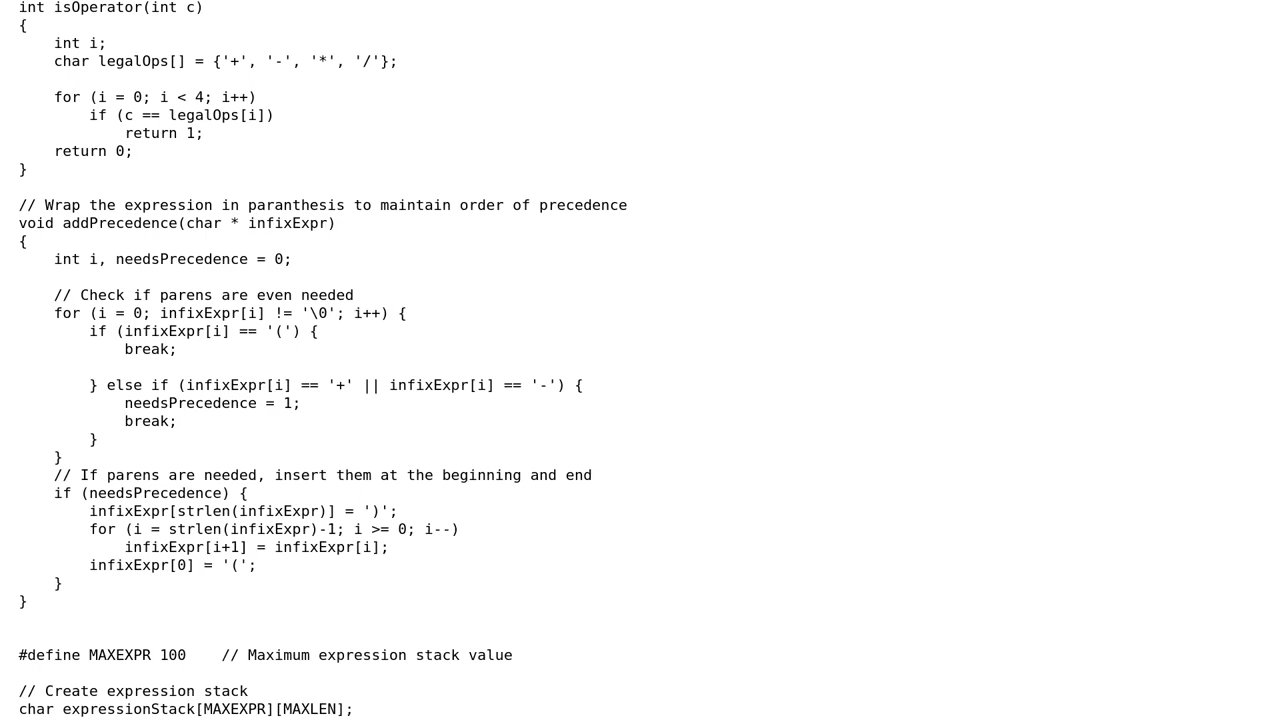 int isOperator(int c)
{
    int i;
    char legalOps[] = {'+', '-', '*', '/'};

    for (i = 0; i < 4; i++)
        if (c == legalOps[i])
            return 1;
    return 0;
}

// Wrap the expression in paranthesis to maintain order of precedence
void addPrecedence(char * infixExpr)
{
    int i, needsPrecedence = 0;

    // Check if parens are even needed
    for (i = 0; infixExpr[i] != '\0'; i++) {
        if (infixExpr[i] == '(') {
            break;

        } else if (infixExpr[i] == '+' || infixExpr[i] == '-') {
            needsPrecedence = 1;
            break;
        }
    }
    // If parens are needed, insert them at the beginning and end
    if (needsPrecedence) {
        infixExpr[strlen(infixExpr)] = ')';
        for (i = strlen(infixExpr)-1; i >= 0; i--)
            infixExpr[i+1] = infixExpr[i];
        infixExpr[0] = '(';
    }
}


#define MAXEXPR 100    // Maximum expression stack value

// Create expression stack
char expressionStack[MAXEXPR][MAXLEN];